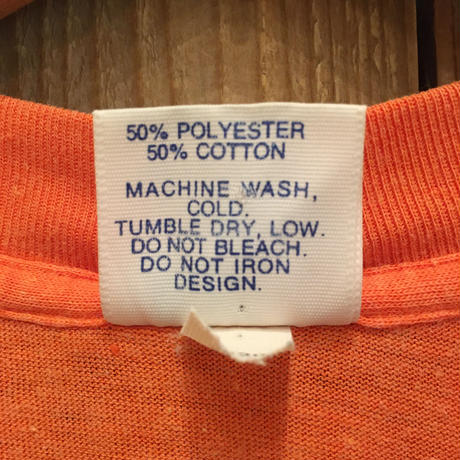 50% POLYESTER
50% COTTON
MACHINE WASH,
COLD.
TUMBLE DRY, LOW.
DO NOT BLEACH.
DO NOT IRON
DESIGN.